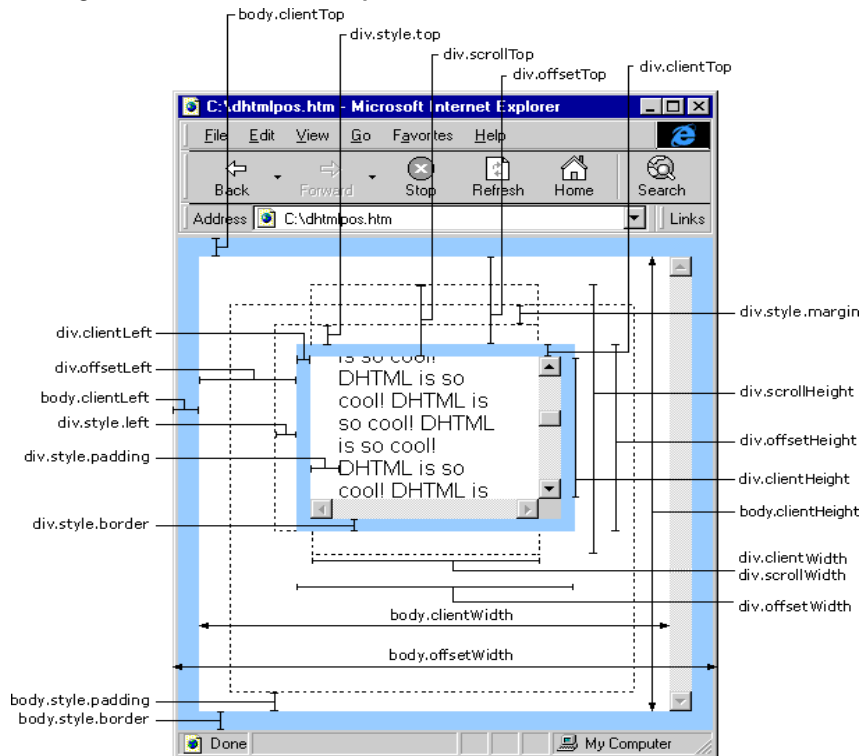 body.clientTop
div.style.top
div.scrollTop
div.offsetTop
div.clientTop
C:\dhtmlpos.htm - Microsoft Internet Explorer
File Edit View Go Favorites Help
Back Forward Stop Refresh Home Search
Address C:\dhtmlpos.htm Links
div.style.margin
div.clientLeft
div.offsetLeft
body.clientLeft
div.style.left
div.style.padding
div.style.border
is so cool!
DHTML is so
cool! DHTML is
so cool! DHTML
is so cool!
DHTML is so
cool! DHTML is
div.scrollHeight
div.offsetHeight
div.clientHeight
body.clientHeight
div.clientWidth
div.scrollWidth
div.offsetWidth
body.clientWidth
body.offsetWidth
body.style.padding
body.style.border
Done My Computer